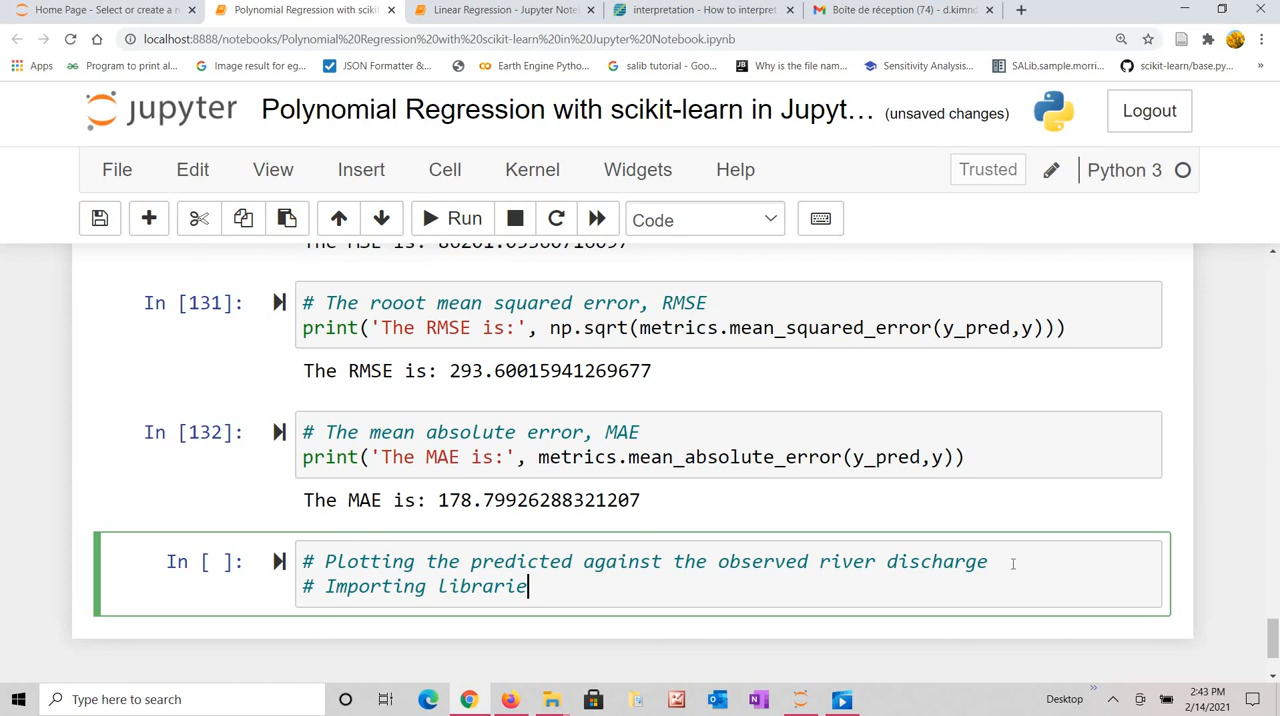 Home Page - Select or create a n
Polynomial Regression with scikit
Linear Regression - Jupyter Note
interpretation - How to interpret
Boîte de réception (74) - d.kimnd
localhost:8888/notebooks/Polynomial%20Regression%20with%20scikit-learn%20in%20Jupyter%20Notebook.ipynb
Apps
Program to print al...
Image result for eg...
JSON Formatter &...
Earth Engine Pytho...
salib tutorial - Goo...
Why is the file nam...
Sensitivity Analysis...
SALib.sample.morri...
scikit-learn/base.py...
»
jupyter
Polynomial Regression with scikit-learn in Jupyt... (unsaved changes)
Logout
File
Edit
View
Insert
Cell
Kernel
Widgets
Help
Trusted
Python 3
Run
Code
In [131]:
# The rooot mean squared error, RMSE
print('The RMSE is:', np.sqrt(metrics.mean_squared_error(y_pred,y)))
The RMSE is: 293.60015941269677
In [132]:
# The mean absolute error, MAE
print('The MAE is:', metrics.mean_absolute_error(y_pred,y))
The MAE is: 178.79926288321207
In [ ]:
# Plotting the predicted against the observed river discharge
# Importing librarie
Type here to search
Desktop
»
2:43 PM
2/14/2021